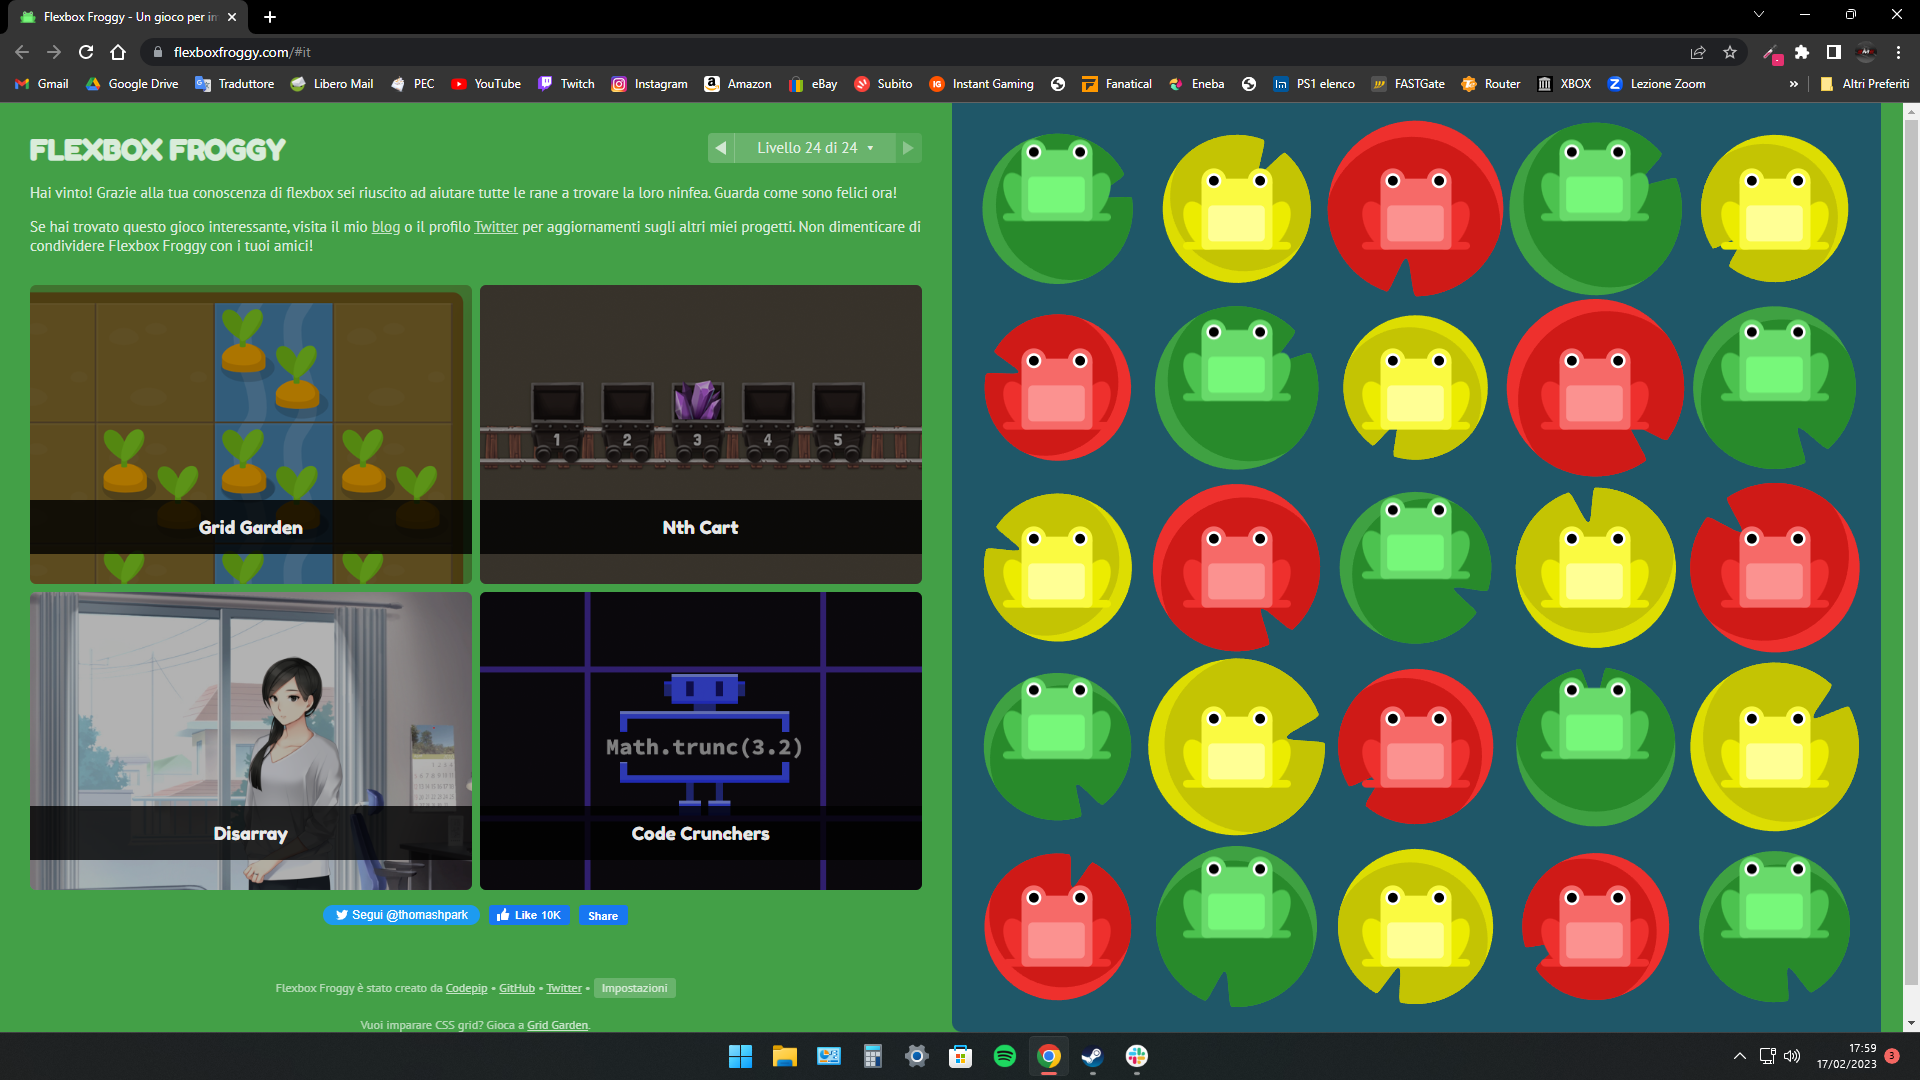 Flexbox Froggy - Un gioco per in
flexboxfroggy.com/#it
Gmail
Google Drive
Traduttore
Libero Mail
PEC
YouTube
Twitch
Instagram
Amazon
eBay
Subito
Instant Gaming
Fanatical
Eneba
PS1 elenco
FASTGate
Router
XBOX
Lezione Zoom
»
Altri Preferiti
FLEXBOX FROGGY
Livello 24 di 24
Hai vinto! Grazie alla tua conoscenza di flexbox sei riuscito ad aiutare tutte le rane a trovare la loro ninfea. Guarda come sono felici ora!
Se hai trovato questo gioco interessante, visita il mio blog o il profilo Twitter per aggiornamenti sugli altri miei progetti. Non dimenticare di
condividere Flexbox Froggy con i tuoi amici!
Grid Garden
1 2 3 4 5
Nth Cart
Disarray
Math.trunc(3.2)
Code Crunchers
Segui @thomashpark
Like 10K
Share
Flexbox Froggy è stato creato da Codepip • GitHub • Twitter • Impostazioni
Vuoi imparare CSS grid? Gioca a Grid Garden.
17:59
17/02/2023
3